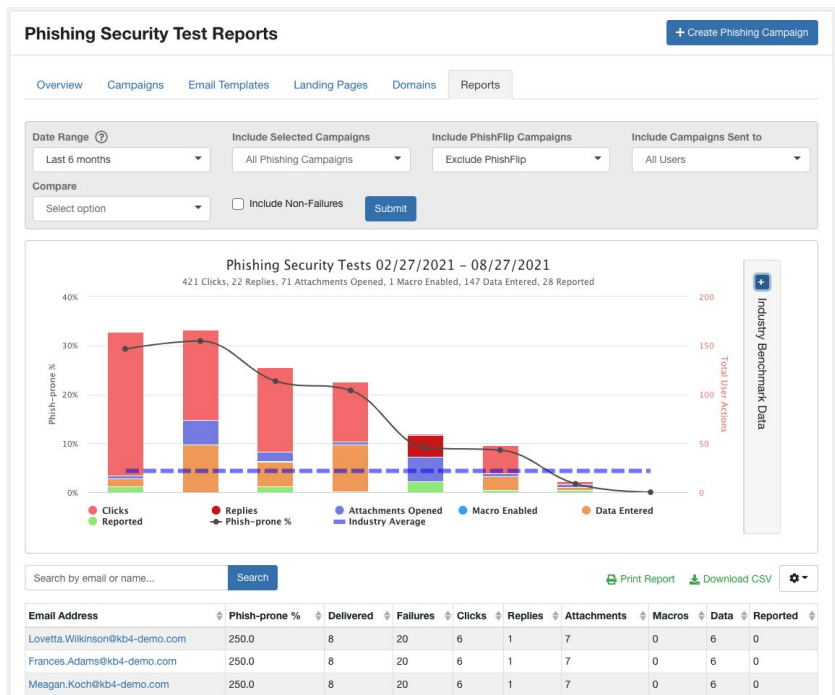 Phishing Security Test Reports
+ Create Phishing Campaign
Overview Campaigns Email Templates Landing Pages Domains Reports
Date Range ? Include Selected Campaigns Include PhishFlip Campaigns Include Campaigns Sent to
Last 6 months All Phishing Campaigns Exclude PhishFlip All Users
Compare
Select option Include Non-Failures Submit
Phishing Security Tests 02/27/2021 – 08/27/2021
421 Clicks, 22 Replies, 71 Attachments Opened, 1 Macro Enabled, 147 Data Entered, 28 Reported
40% 200
30% 150
20% 100
10% 50
0% 0
Phish-prone %
Total User Actions
+ Industry Benchmark Data
Clicks Replies Attachments Opened Macro Enabled Data Entered
Reported Phish-prone % Industry Average
Search by email or name... Search Print Report Download CSV
Email Address Phish-prone % Delivered Failures Clicks Replies Attachments Macros Data Reported
Lovetta.Wilkinson@kb4-demo.com 250.0 8 20 6 1 7 0 6 0
Frances.Adams@kb4-demo.com 250.0 8 20 6 1 7 0 6 0
Meagan.Koch@kb4-demo.com 250.0 8 20 6 1 7 0 6 0